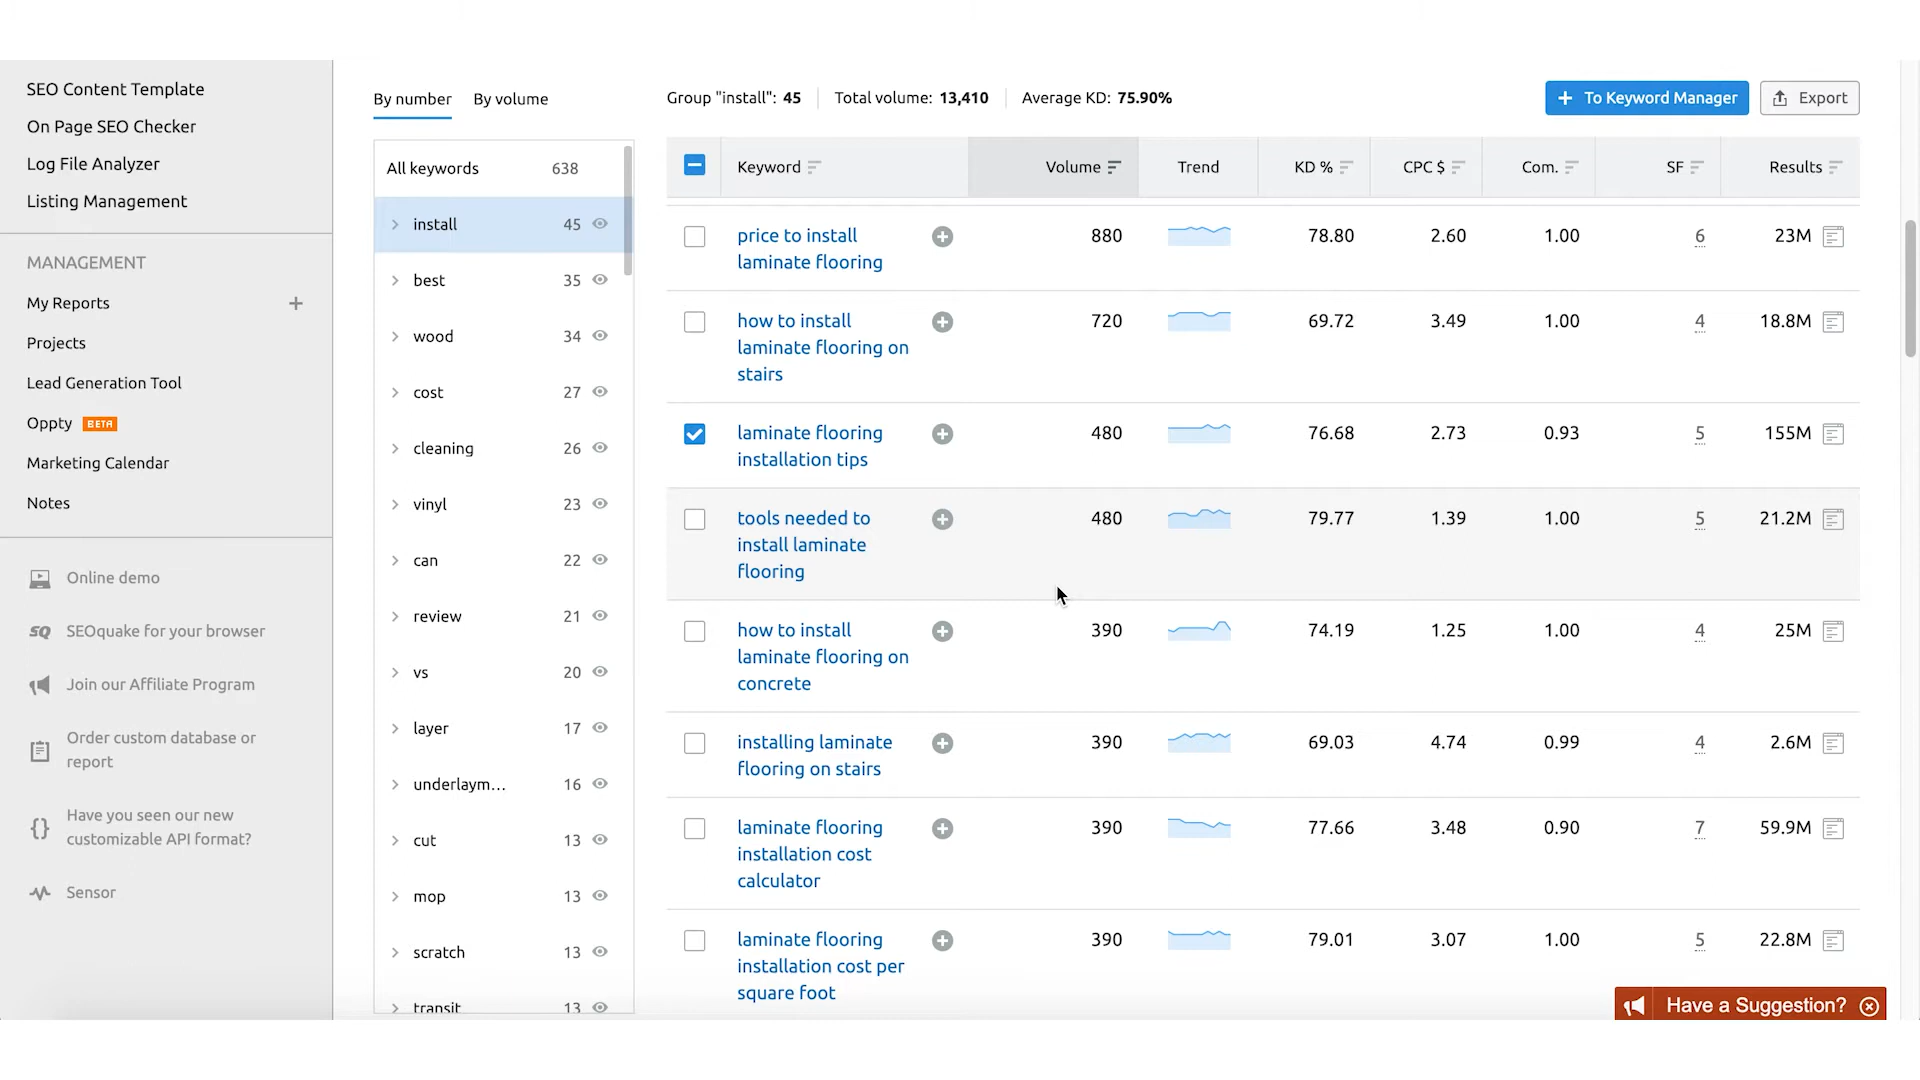 SEO Content Template
On Page SEO Checker
Log File Analyzer
Listing Management
MANAGEMENT
My Reports
Projects
Lead Generation Tool
Oppty BETA
Marketing Calendar
Notes
Online demo
SQ SEOquake for your browser
Join our Affiliate Program
Order custom database or
report
Have you seen our new
customizable API format?
Sensor
By number By volume
All keywords 638
install 45
best 35
wood 34
cost 27
cleaning 26
vinyl 23
can 22
review 21
vs 20
layer 17
underlaym... 16
cut 13
mop 13
scratch 13
transit 13
Group "install": 45 Total volume: 13,410 Average KD: 75.90%
+ To Keyword Manager Export
Keyword Volume Trend KD % CPC $ Com. SF Results
price to install 880 78.80 2.60 1.00 6 23M
laminate flooring
how to install 720 69.72 3.49 1.00 4 18.8M
laminate flooring on
stairs
laminate flooring 480 76.68 2.73 0.93 5 155M
installation tips
tools needed to 480 79.77 1.39 1.00 5 21.2M
install laminate
flooring
how to install 390 74.19 1.25 1.00 4 25M
laminate flooring on
concrete
installing laminate 390 69.03 4.74 0.99 4 2.6M
flooring on stairs
laminate flooring 390 77.66 3.48 0.90 7 59.9M
installation cost
calculator
laminate flooring 390 79.01 3.07 1.00 5 22.8M
installation cost per
square foot
Have a Suggestion?